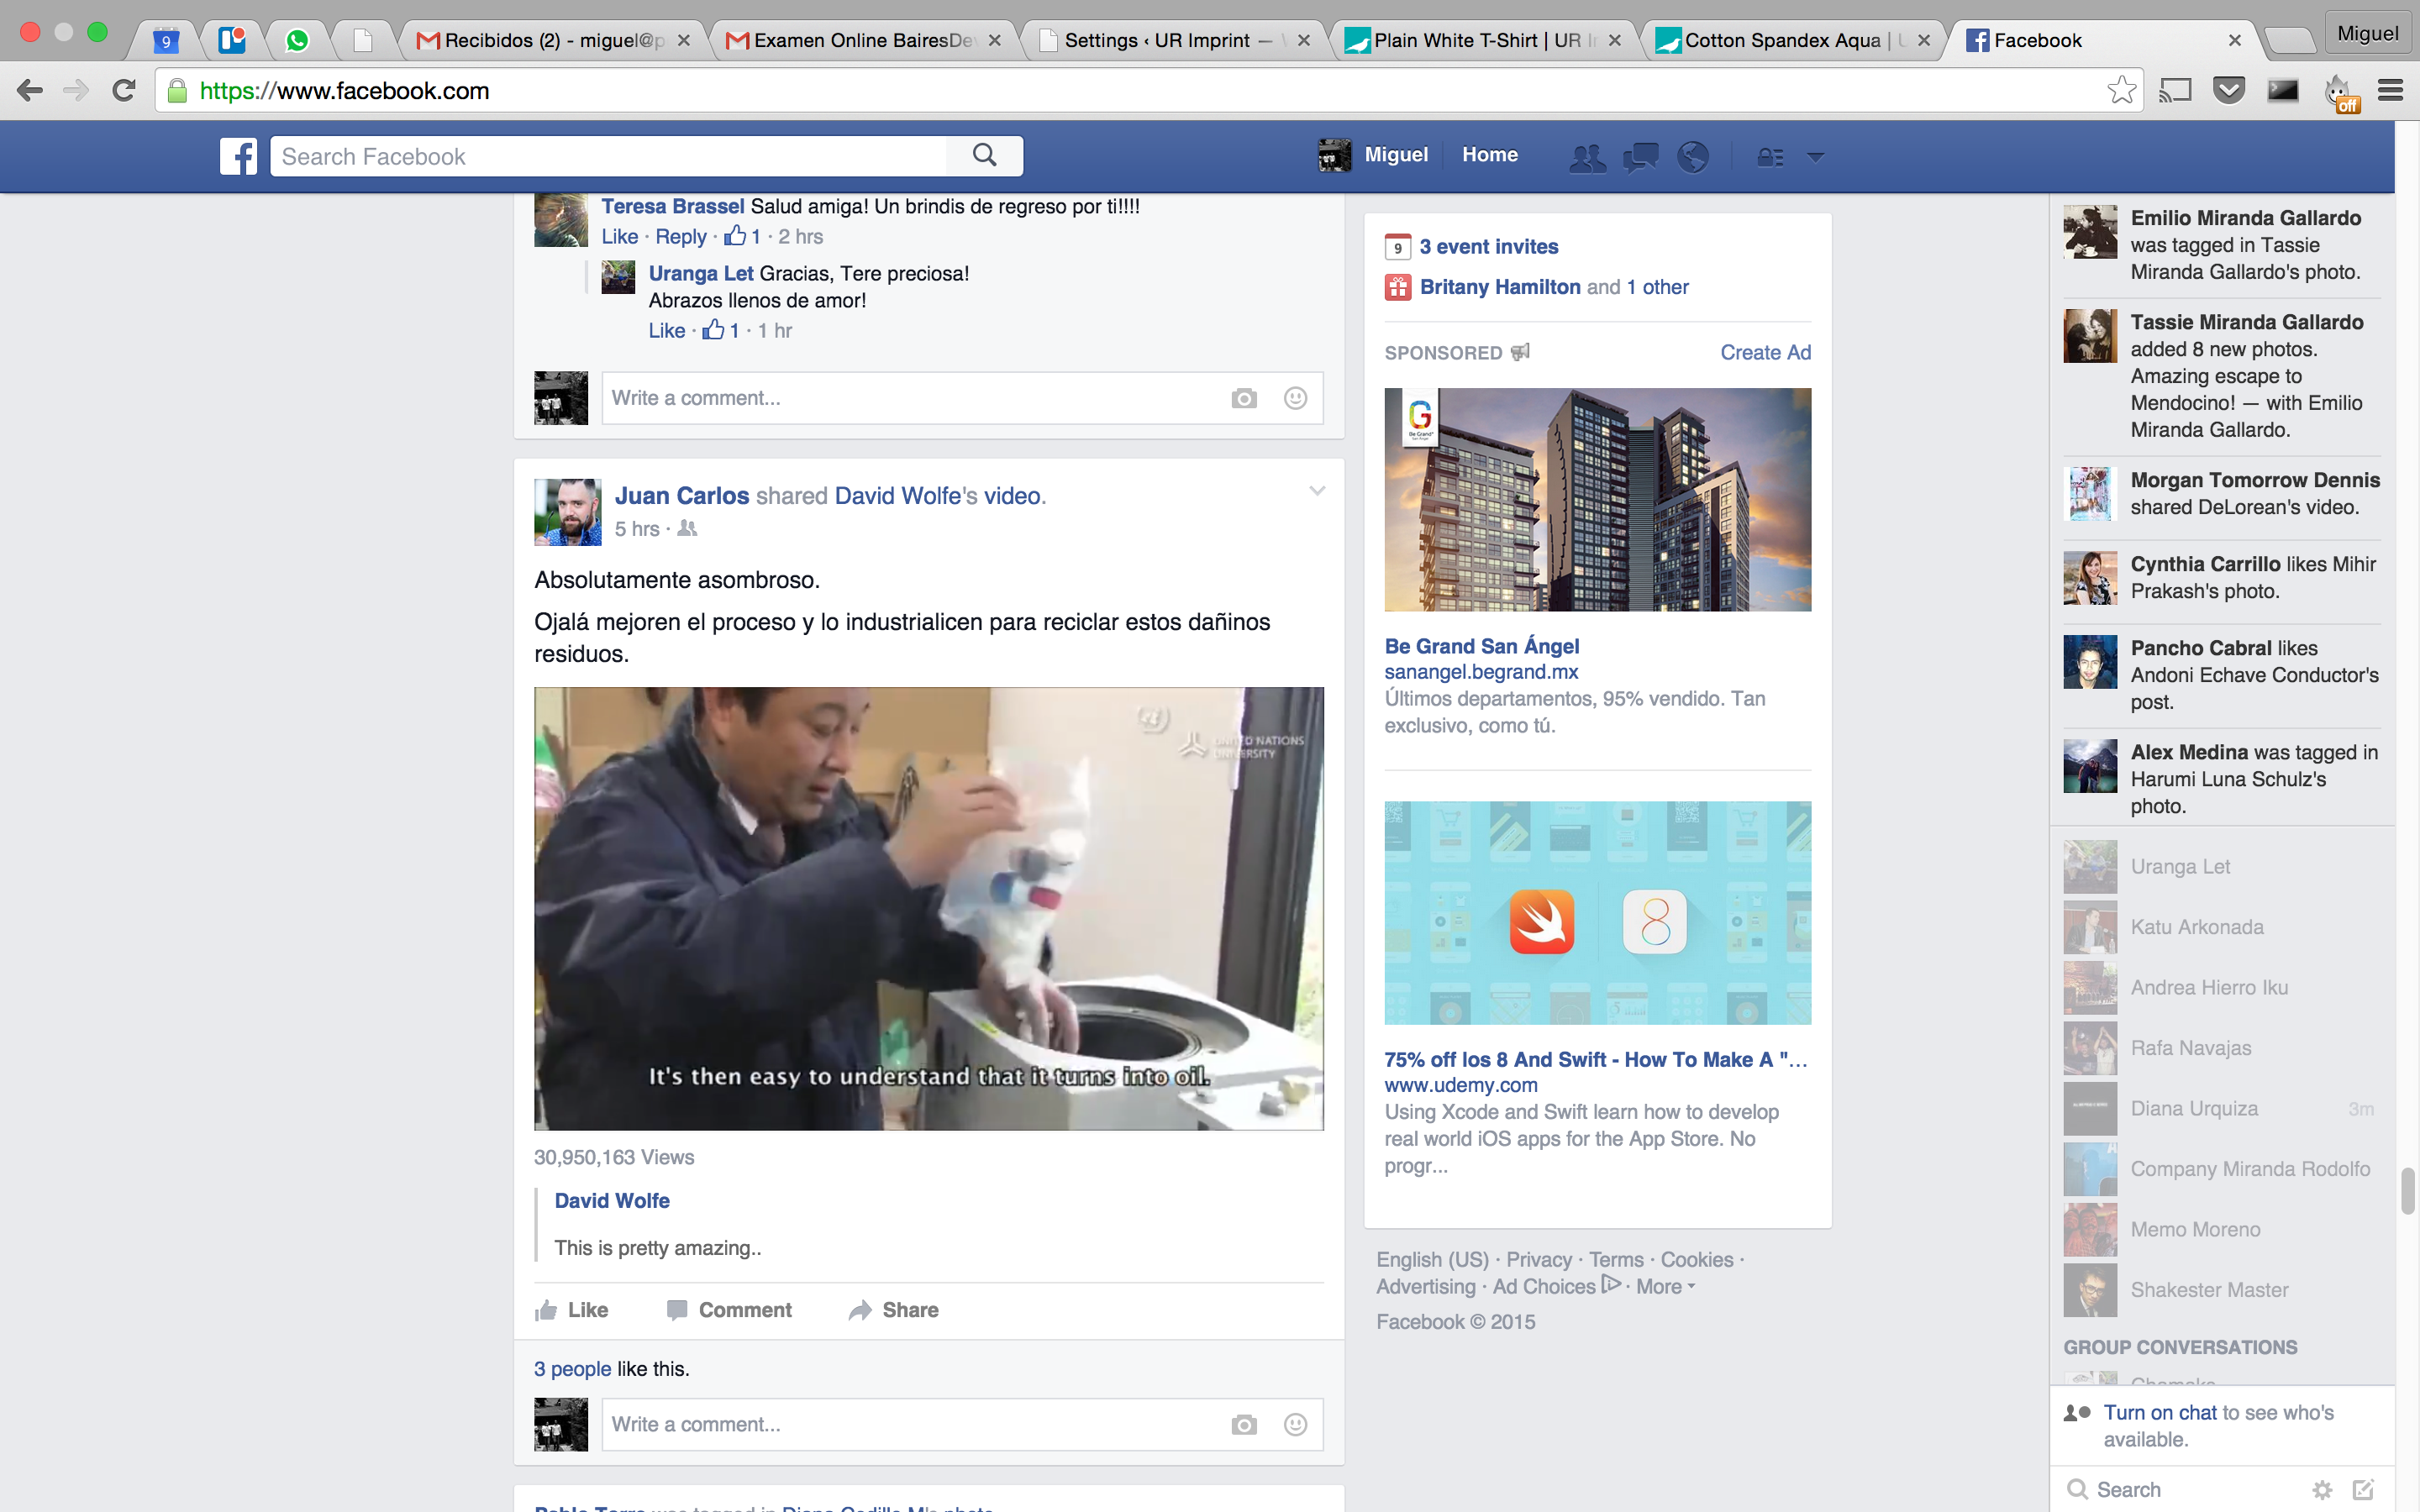 9
Recibidos (2) - miguel@p
Examen Online BairesDev
Settings ‹ UR Imprint —
Plain White T-Shirt | UR I
Cotton Spandex Aqua |
Facebook
Miguel
https://www.facebook.com
off
Search Facebook
Miguel
Home
Teresa Brassel Salud amiga! Un brindis de regreso por ti!!!!
Like · Reply · 1 · 2 hrs
Uranga Let Gracias, Tere preciosa!
Abrazos llenos de amor!
Like · 1 · 1 hr
Write a comment...
Juan Carlos shared David Wolfe's video.
5 hrs ·
Absolutamente asombroso.
Ojalá mejoren el proceso y lo industrialicen para reciclar estos dañinos
residuos.
UNITED NATIONS
UNIVERSITY
It's then easy to understand that it turns into oil.
30,950,163 Views
David Wolfe
This is pretty amazing..
Like
Comment
Share
3 people like this.
Write a comment...
9
3 event invites
Britany Hamilton and 1 other
SPONSORED
Create Ad
G
Be Grand
Be Grand San Ángel
sanangel.begrand.mx
Últimos departamentos, 95% vendido. Tan
exclusivo, como tú.
8
75% off Ios 8 And Swift - How To Make A "...
www.udemy.com
Using Xcode and Swift learn how to develop
real world iOS apps for the App Store. No
progr...
English (US) · Privacy · Terms · Cookies ·
Advertising · Ad Choices · More
Facebook © 2015
Emilio Miranda Gallardo
was tagged in Tassie
Miranda Gallardo's photo.
Tassie Miranda Gallardo
added 8 new photos.
Amazing escape to
Mendocino! — with Emilio
Miranda Gallardo.
Morgan Tomorrow Dennis
shared DeLorean's video.
Cynthia Carrillo likes Mihir
Prakash's photo.
Pancho Cabral likes
Andoni Echave Conductor's
post.
Alex Medina was tagged in
Harumi Luna Schulz's
photo.
Uranga Let
Katu Arkonada
Andrea Hierro Iku
Rafa Navajas
Diana Urquiza 3m
Company Miranda Rodolfo
Memo Moreno
Shakester Master
GROUP CONVERSATIONS
Turn on chat to see who's
available.
Search